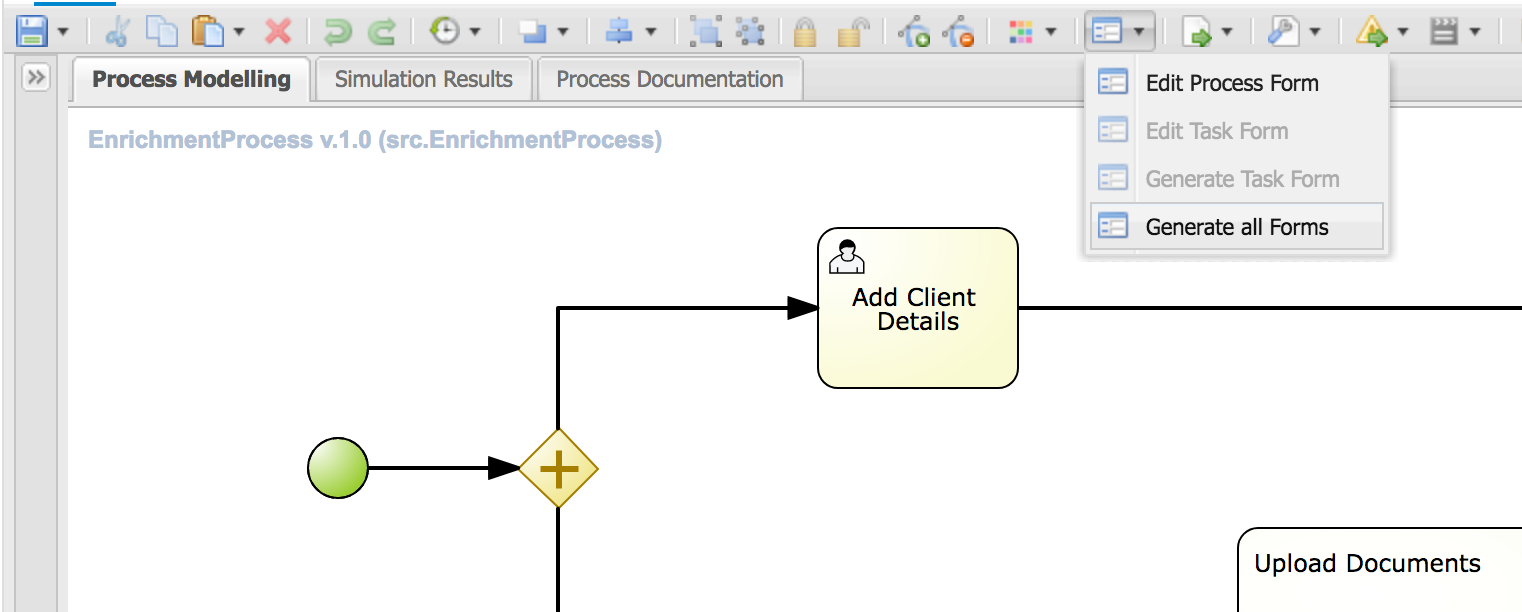 Process Modelling
Simulation Results
Process Documentation
Edit Process Form
Edit Task Form
Generate Task Form
Generate all Forms
EnrichmentProcess v.1.0 (src.EnrichmentProcess)
Add Client
Details
Upload Documents